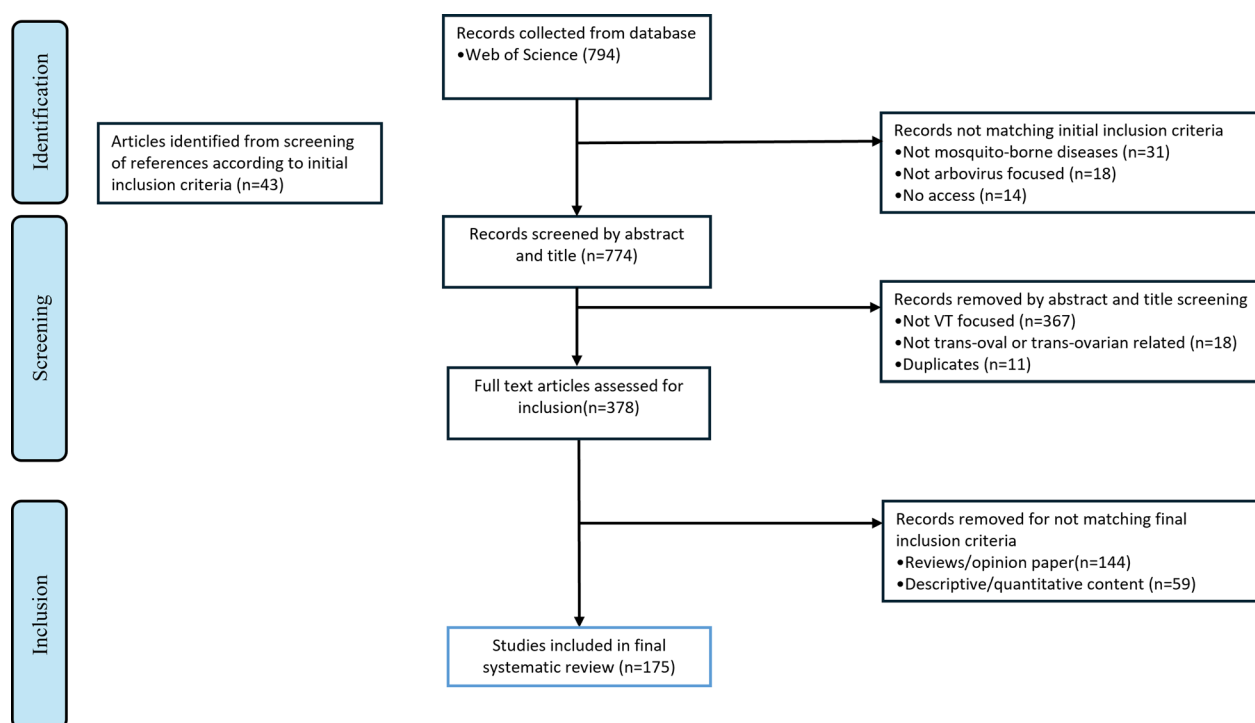 Identification
Records collected from database
•Web of Science (794)
Articles identified from screening
of references according to initial
inclusion criteria (n=43)
Records not matching initial inclusion criteria
•Not mosquito-borne diseases (n=31)
•Not arbovirus focused (n=18)
•No access (n=14)
Screening
Records screened by abstract
and title (n=774)
Records removed by abstract and title screening
•Not VT focused (n=367)
•Not trans-oval or trans-ovarian related (n=18)
•Duplicates (n=11)
Full text articles assessed for
inclusion(n=378)
Inclusion
Records removed for not matching final
inclusion criteria
•Reviews/opinion paper(n=144)
•Descriptive/quantitative content (n=59)
Studies included in final
systematic review (n=175)